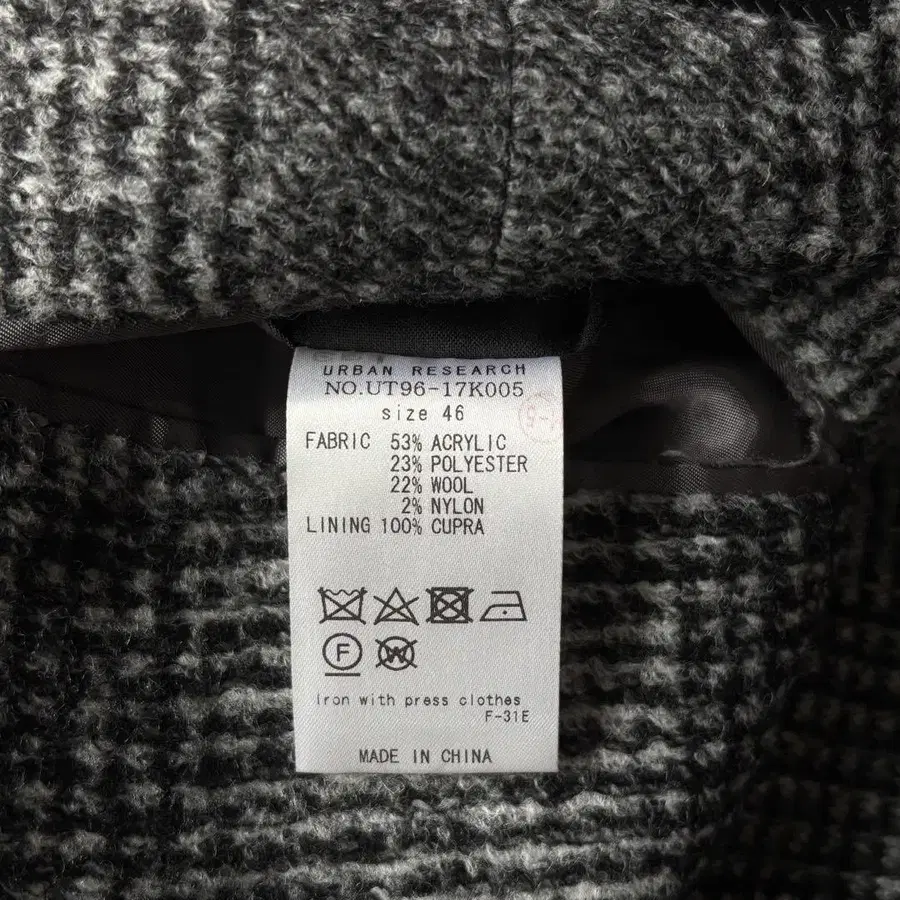 URBAN RESEARCH
NO.UT96-17K005
size 46
FABRIC 53% ACRYLIC
23% POLYESTER
22% WOOL
2% NYLON
LINING 100% CUPRA
F
W
Iron with press clothes
F-31E
MADE IN CHINA